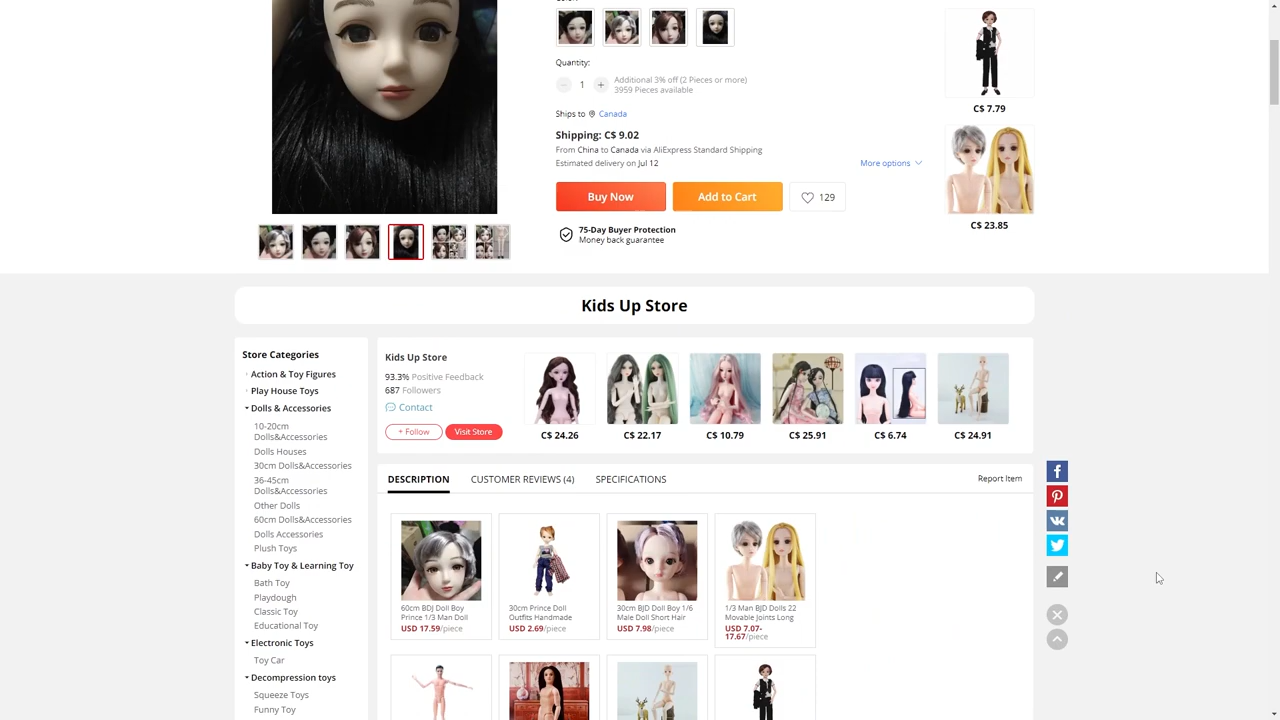 Quantity:
1
Additional 3% off (2 Pieces or more)
3959 Pieces available
Ships to Canada
Shipping: C$ 9.02
From China to Canada via AliExpress Standard Shipping
Estimated delivery on Jul 12
More options
Buy Now
Add to Cart
129
75-Day Buyer Protection
Money back guarantee
C$ 7.79
C$ 23.85
Kids Up Store
Store Categories
Action & Toy Figures
Play House Toys
Dolls & Accessories
10-20cm
Dolls&Accessories
Dolls Houses
30cm Dolls&Accessories
36-45cm
Dolls&Accessories
Other Dolls
60cm Dolls&Accessories
Dolls Accessories
Plush Toys
Baby Toy & Learning Toy
Bath Toy
Playdough
Classic Toy
Educational Toy
Electronic Toys
Toy Car
Decompression toys
Squeeze Toys
Funny Toy
Kids Up Store
93.3% Positive Feedback
687 Followers
Contact
+ Follow
Visit Store
C$ 24.26
C$ 22.17
C$ 10.79
C$ 25.91
C$ 6.74
C$ 24.91
DESCRIPTION
CUSTOMER REVIEWS (4)
SPECIFICATIONS
Report Item
60cm BDJ Doll Boy
Prince 1/3 Man Doll
USD 17.59/piece
30cm Prince Doll
Outfits Handmade
USD 2.69/piece
30cm BJD Doll Boy 1/6
Male Doll Short Hair
USD 7.98/piece
1/3 Man BJD Dolls 22
Movable Joints Long
USD 7.07-
17.67/piece